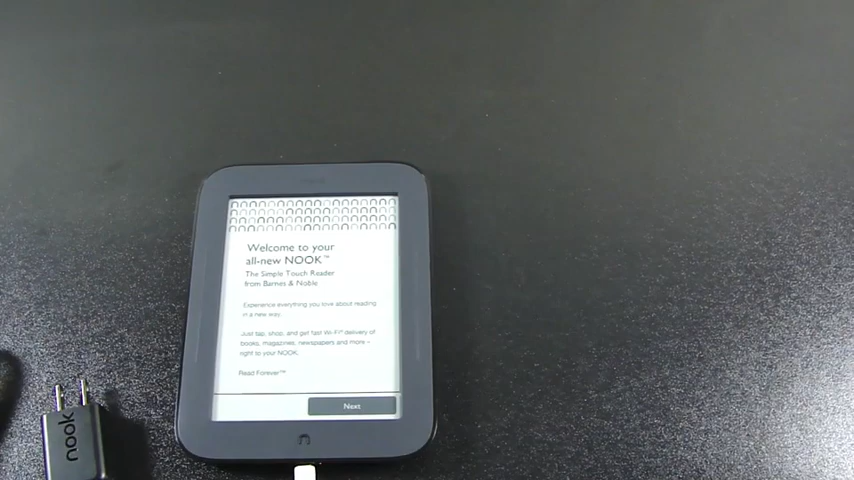 Welcome to your
all-new NOOK™
The Simple Touch Reader
from Barnes & Noble
Experience everything you love about reading
in a new way.
Just tap, shop, and get fast Wi-Fi® delivery of
books, magazines, newspapers and more –
right to your NOOK.
Read Forever™
Next
nook